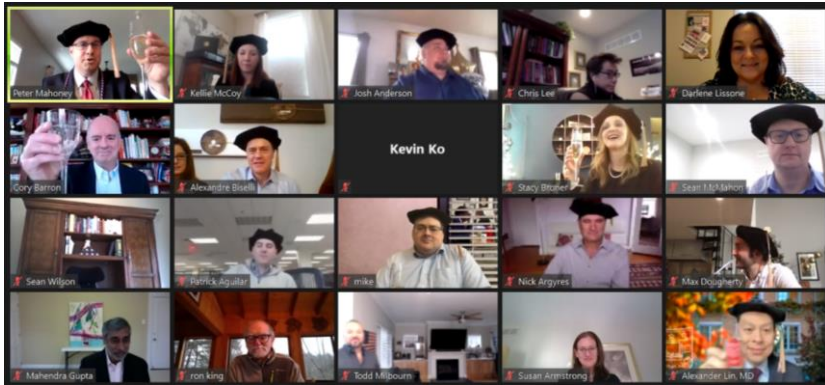 Peter Mahoney
Kellie McCoy
Josh Anderson
Chris Lee
Darlene Lissone
Cory Barron
Alexandre Biselli
Kevin Ko
Stacy Broner
Sean McMahon
Sean Wilson
Patrick Aguilar
mike
Nick Argyres
Max Dougherty
Mahendra Gupta
ron king
Todd Milbourn
Susan Armstrong
Alexander Lin, MD